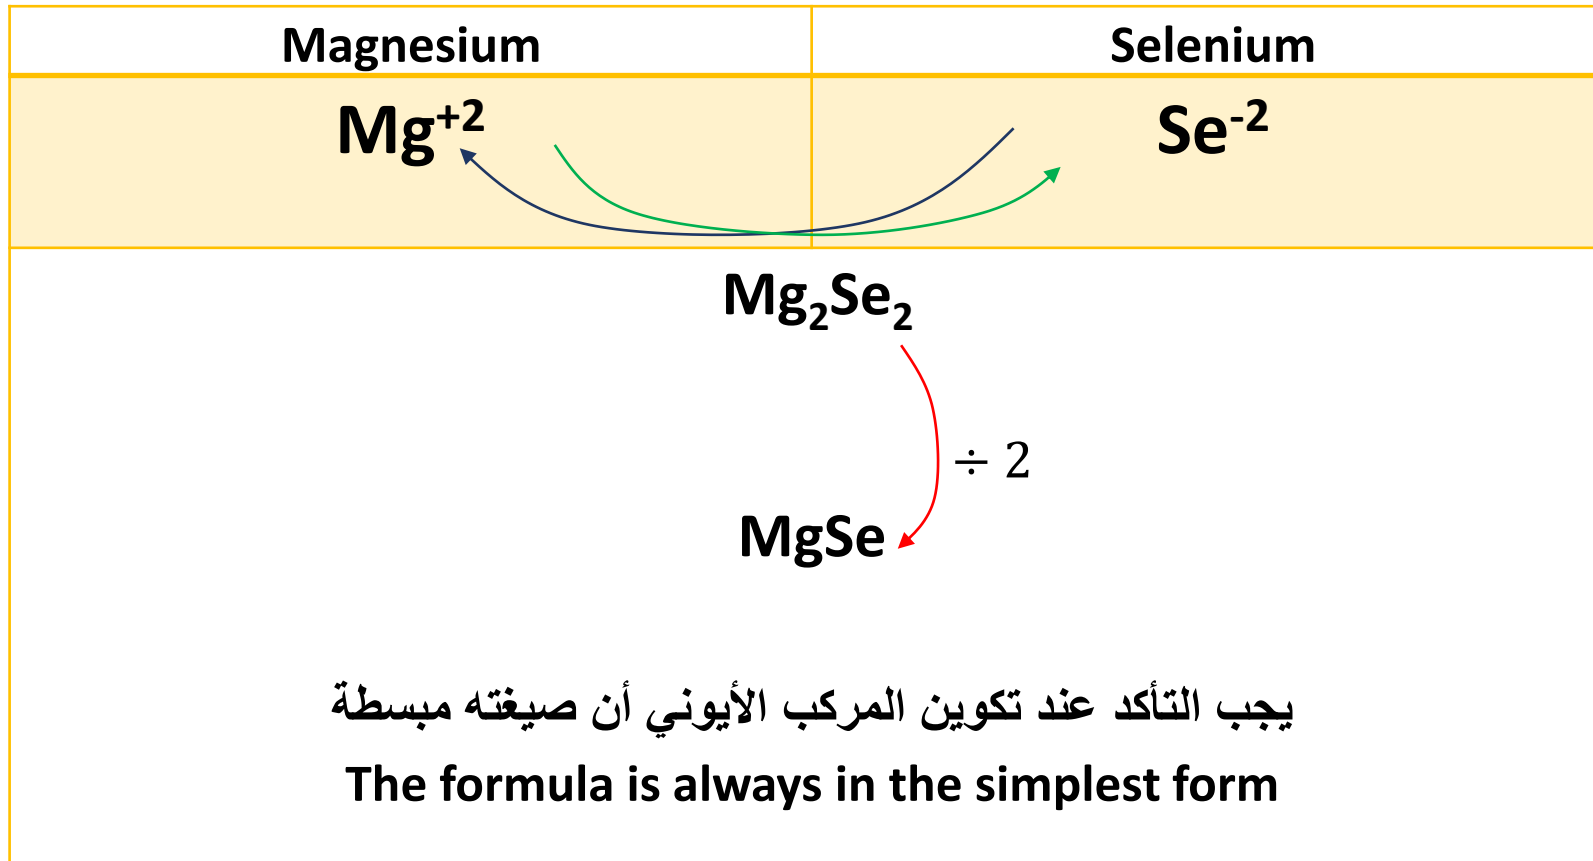 Magnesium
Selenium
Mg⁺²
Se⁻²
Mg₂Se₂
÷ 2
MgSe
يجب التأكد عند تكوين المركب الأيوني أن صيغته مبسطة
The formula is always in the simplest form